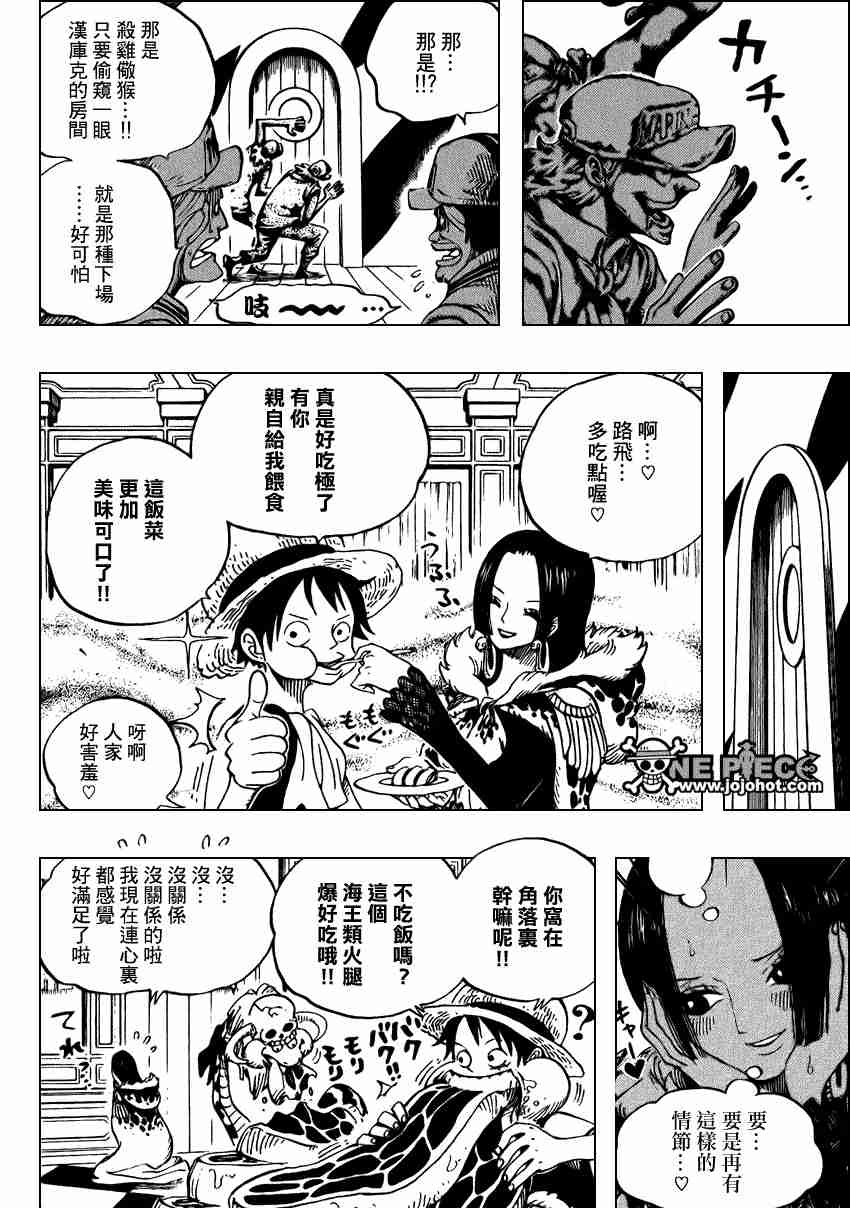 カチーン
MARINE
那…
那是!!?
那是
殺雞儆猴…!!
只要偷窺一眼
漢庫克的房間
就是那種下場
……好可怕
吱～～～…
啊…♡
路飛…
多吃點喔♡
真是好吃極了
有你
親自給我餵食
這飯菜
更加
美味可口了!!
うふふ
もぐもぐ
呀啊
人家
好害羞♡
ONE PIECE
www.jojohot.com
要…
要是再有
這樣的
情節…♡
キャー♡
你窩在
角落裏
幹嘛呢!!
不吃飯嗎?
這個
海王類火腿
爆好吃哦!!
沒…
沒…
沒關係
沒關係的啦
我現在連心裏
都感覺
好滿足了啦
?
バクバク
モリモリ
てれ?